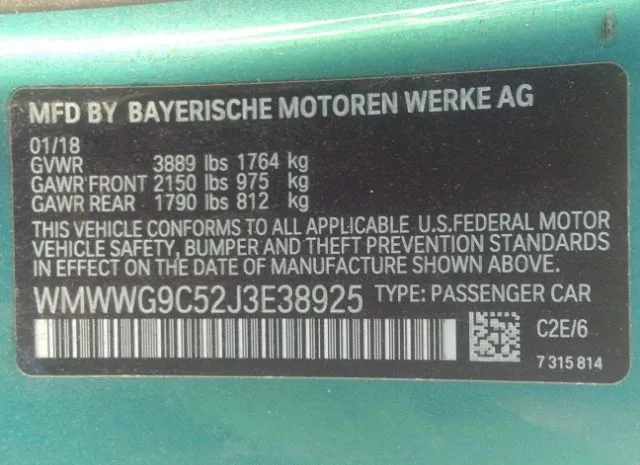 MFD BY BAYERISCHE MOTOREN WERKE AG
01/18
GVWR 3889 lbs 1764 kg
GAWR FRONT 2150 lbs 975 kg
GAWR REAR 1790 lbs 812 kg
THIS VEHICLE CONFORMS TO ALL APPLICABLE U.S.FEDERAL MOTOR
VEHICLE SAFETY, BUMPER AND THEFT PREVENTION STANDARDS
IN EFFECT ON THE DATE OF MANUFACTURE SHOWN ABOVE.
WMWWG9C52J3E38925 TYPE: PASSENGER CAR
C2E/6
7 315 814